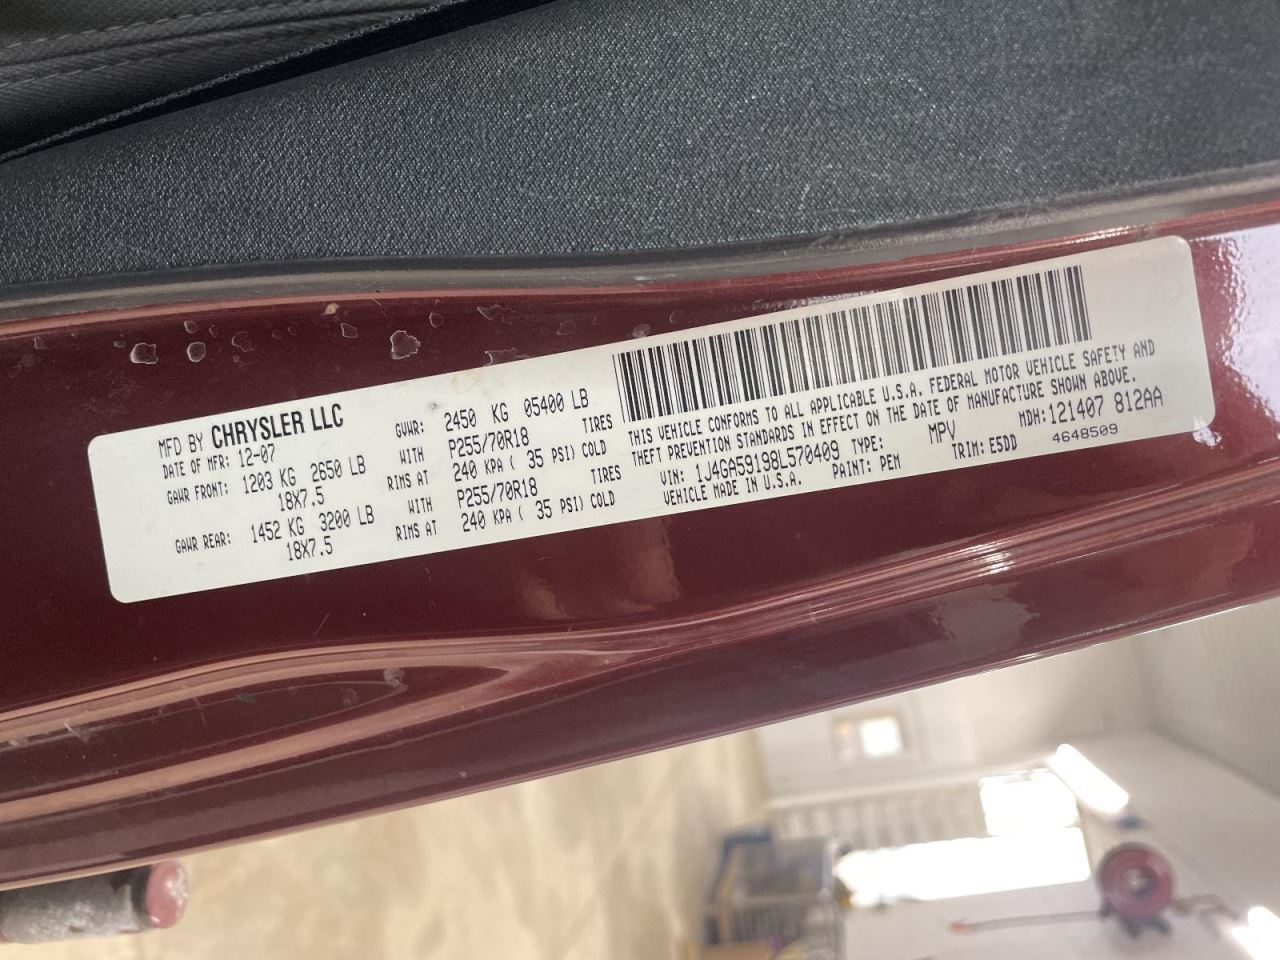 MFD BY CHRYSLER LLC
DATE OF MFR: 12-07 GVWR: 2450 KG 05400 LB
GAWR FRONT: 1203 KG 2650 LB WITH P255/70R18 TIRES
18X7.5 RIMS AT 240 KPA ( 35 PSI) COLD
GAWR REAR: 1452 KG 3200 LB WITH P255/70R18 TIRES
18X7.5 RIMS AT 240 KPA ( 35 PSI) COLD
THIS VEHICLE CONFORMS TO ALL APPLICABLE U.S.A. FEDERAL MOTOR VEHICLE SAFETY AND
THEFT PREVENTION STANDARDS IN EFFECT ON THE DATE OF MANUFACTURE SHOWN ABOVE.
VIN: 1J4GA59198L570409 TYPE: MPV MDH: 121407 812AA
VEHICLE MADE IN U.S.A. PAINT: PEM TRIM: E5DD 4648509